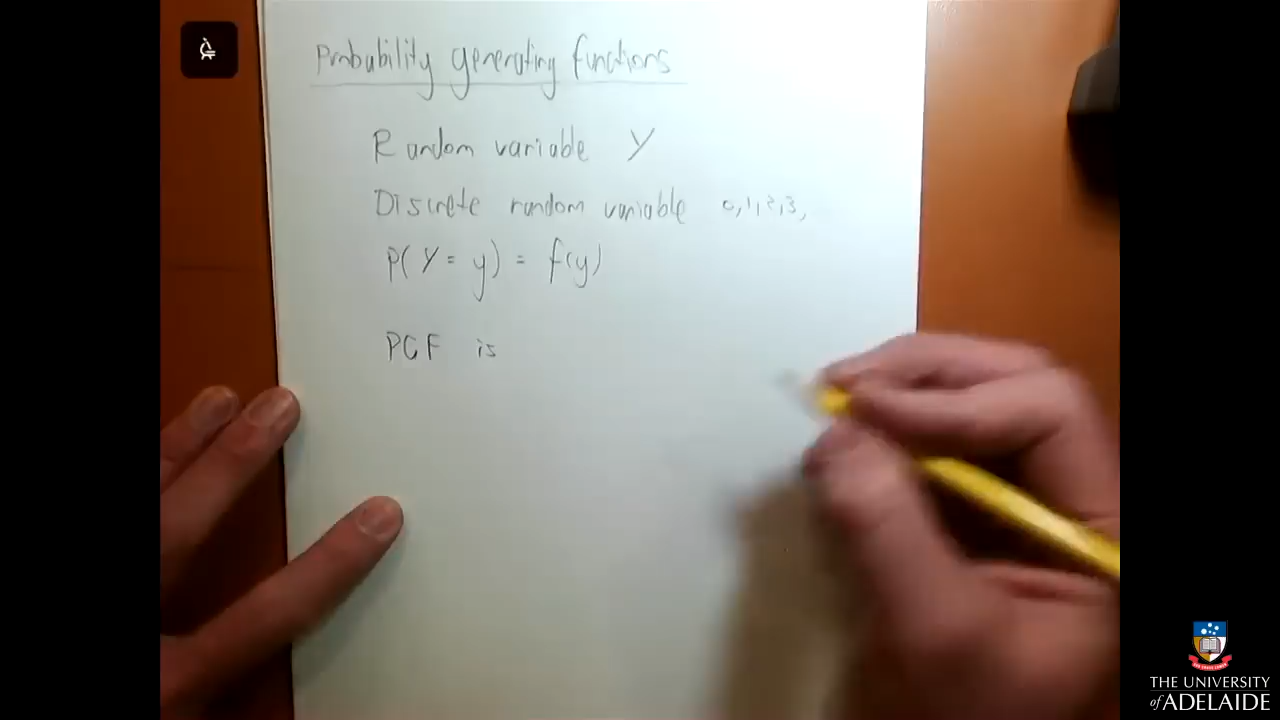 Probability generating functions
Random variable Y
Discrete random variable 0,1,2,3,
P(Y = y) = f(y)
PGF is
THE UNIVERSITY
of ADELAIDE